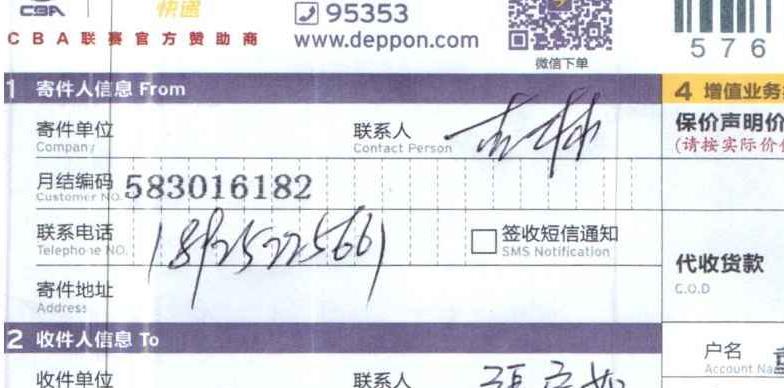 CBA 快递 95353
CBA联赛官方赞助商 www.deppon.com
微信下单
576
1 寄件人信息 From
4 增值业务
寄件单位 联系人
Company Contact Person
保价声明价
(请按实际价值
月结编码 583016182
Customer NO.
联系电话 18925225661 签收短信通知
Telephone NO. SMS Notification
代收货款
C.O.D
寄件地址
Address
2 收件人信息 To
户名
Account Na
收件单位 联系人